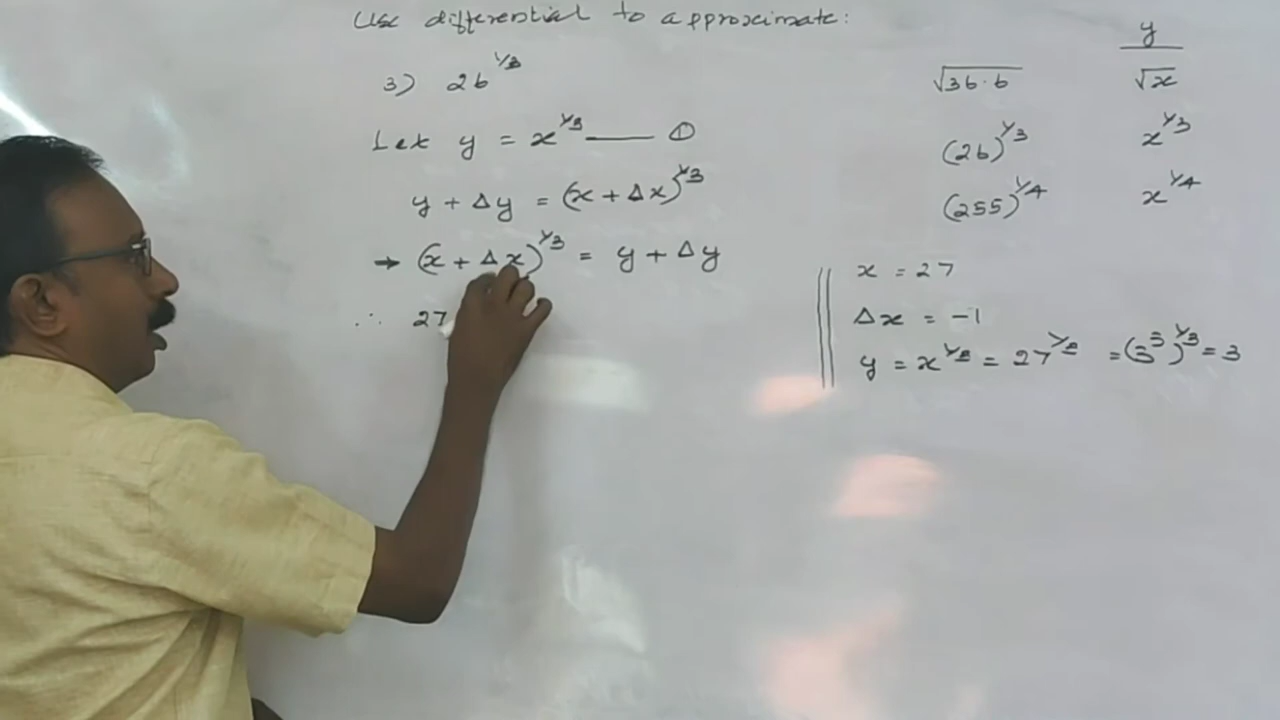 Use differential to approximate:
3) 26^1/3
Let y = x^1/3 —— ①
y + Δy = (x + Δx)^1/3
→ (x + Δx)^1/3 = y + Δy
∴ 27
y
√36.6 √x
(26)^1/3 x^1/3
(255)^1/4 x^1/4
x = 27
Δx = -1
y = x^1/3 = 27^1/3 = (3^3)^1/3 = 3